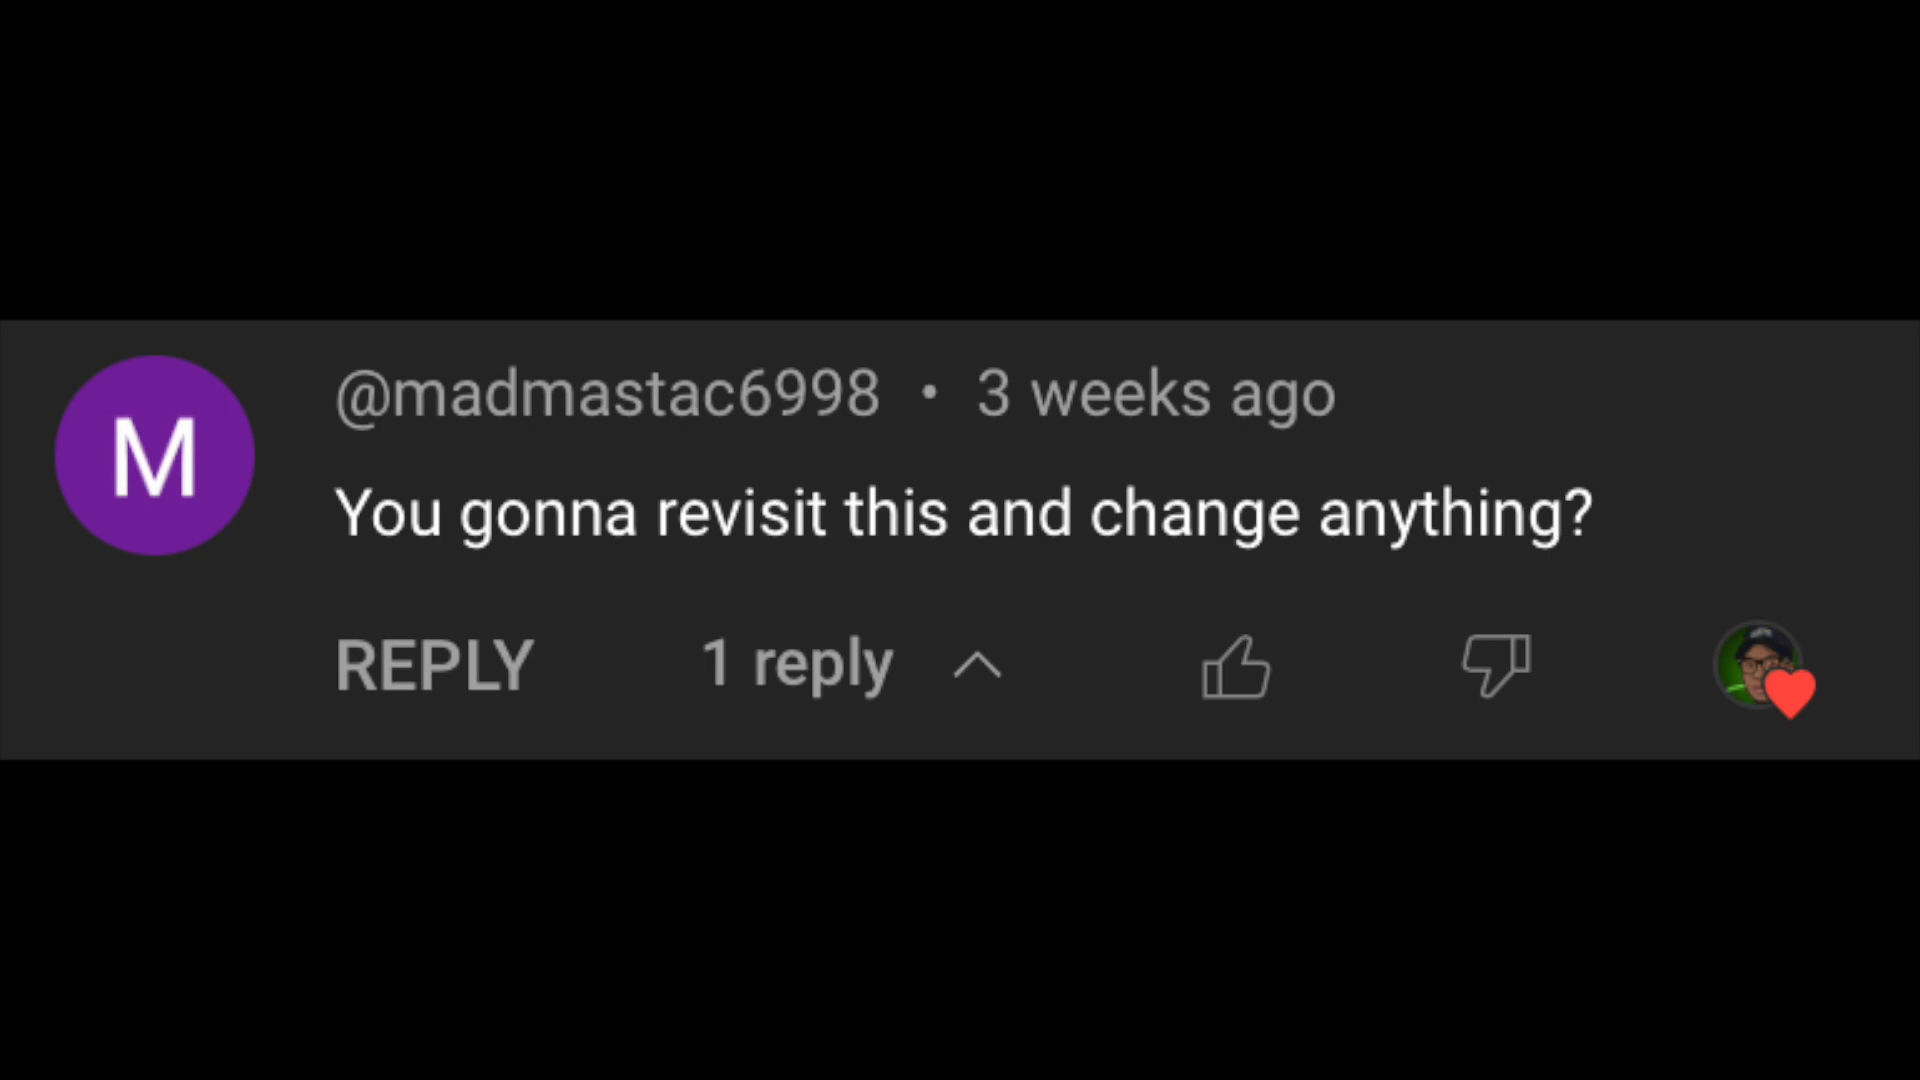 M
@madmastac6998 • 3 weeks ago
You gonna revisit this and change anything?
REPLY 1 reply